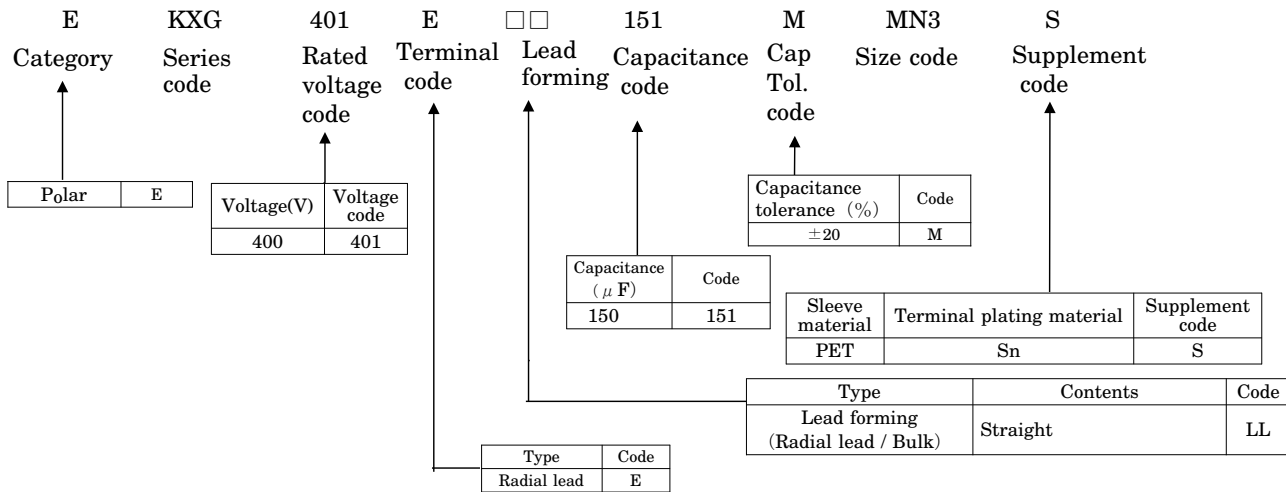 E KXG 401 E □□ 151 M MN3 S
Category
Series
code
Rated
voltage
code
Terminal
code
Lead
forming
Capacitance
code
Cap
Tol.
code
Size code
Supplement
code
Polar E
Voltage(V) Voltage
code
400 401
Capacitance
tolerance (%) Code
±20 M
Capacitance
(μF) Code
150 151
Sleeve
material Terminal plating material Supplement
code
PET Sn S
Type Contents Code
Lead forming
(Radial lead / Bulk) Straight LL
Type Code
Radial lead E